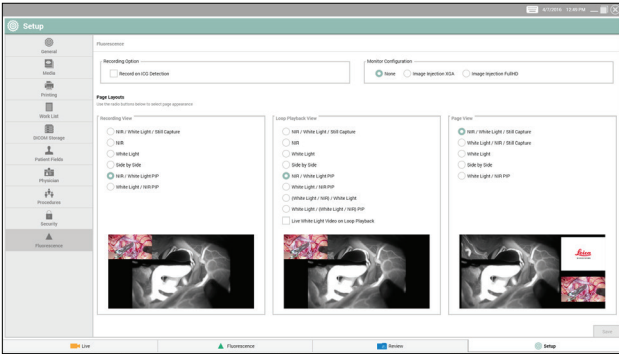 4/7/2016 12:39 PM
Setup
General
Media
Printing
Work List
DICOM Storage
Patient Fields
Physician
Procedures
Security
Fluorescence
Fluorescence
Recording Option
Record on ICG Detection
Monitor Configuration
None
Image Injection XGA
Image Injection FullHD
Page Layouts
Use the radio buttons below to select page appearance
Recording View
NIR / White Light / Still Capture
NIR
White Light
Side by Side
NIR / White Light PIP
White Light / NIR PIP
Loop Playback View
NIR / White Light / Still Capture
NIR
White Light
Side by Side
NIR / White Light PIP
White Light / NIR PIP
(White Light / NIR) / White Light
White Light / (White Light / NIR) PIP
Live White Light Video on Loop Playback
Page View
NIR / White Light / Still Capture
White Light / NIR / Still Capture
White Light
Side by Side
White Light / NIR PIP
Leica
Save
Live
Fluorescence
Review
Setup